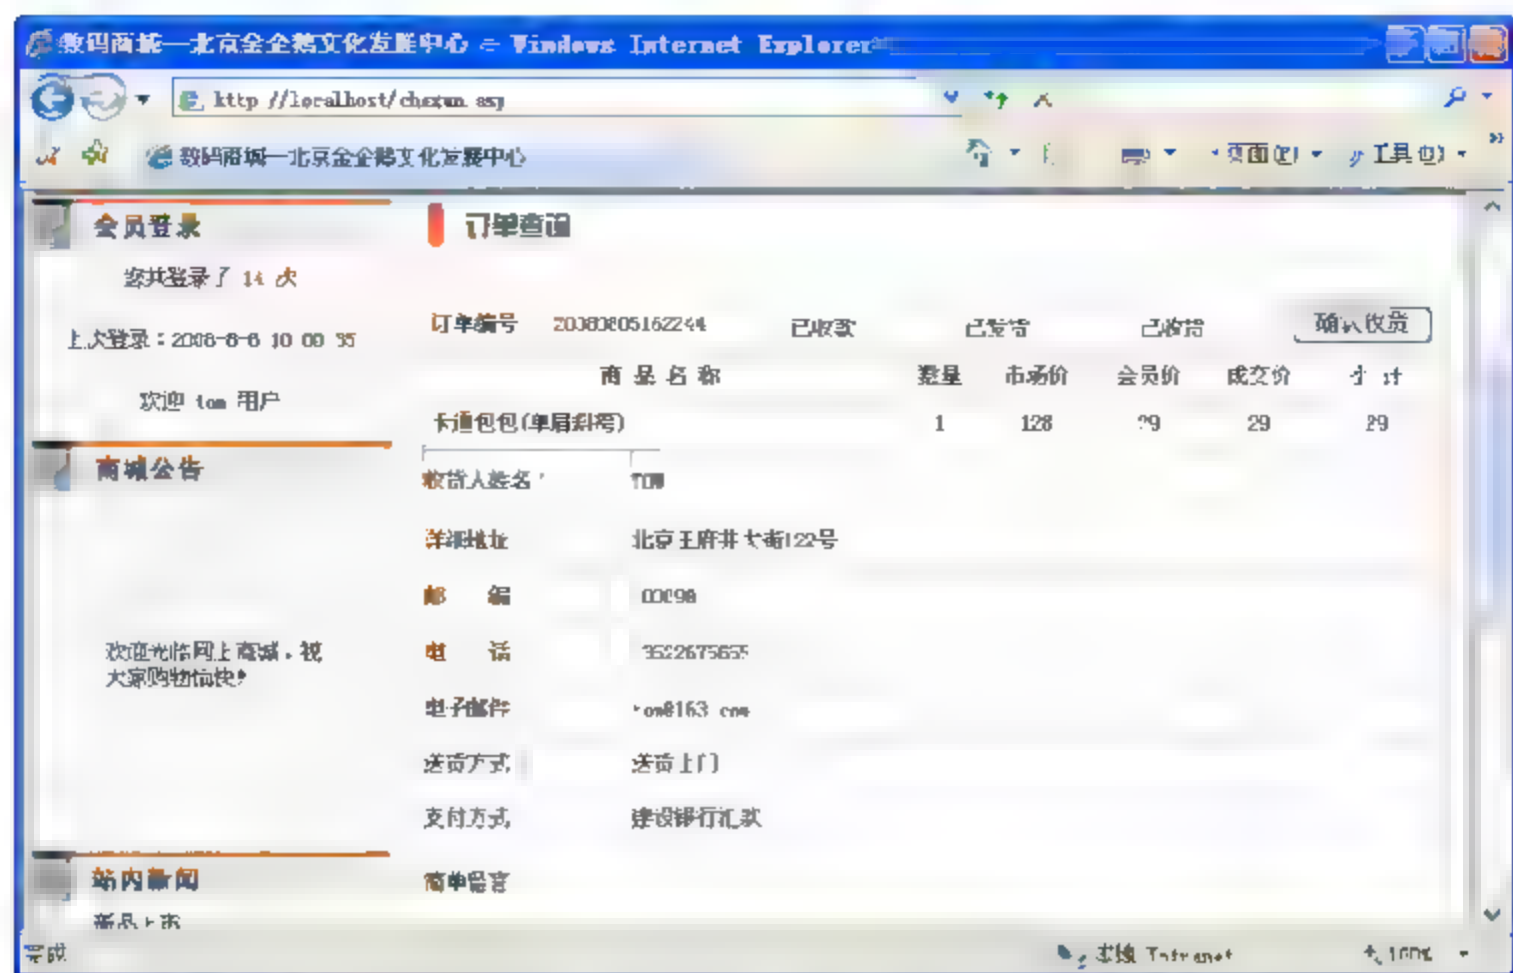 数码商城—北京金企鹅文化发展中心 - Windows Internet Explorer
http //localhost/chaxun asp
数码商城—北京金企鹅文化发展中心
页面(P) 工具(O)
会员登录
您共登录了 14 次
上次登录：2008-8-6 10 00 35
欢迎 tom 用户
商城公告
欢迎光临网上商城，祝
大家购物愉快!
站内新闻
新品上市
订单查询
订单编号 20080805162244 已收款 已发货 已收货 确认收货
商 品 名 称 数量 市场价 会员价 成交价 小 计
卡通包包(单肩斜挎) 1 128 29 29 29
收货人姓名 TOM
详细地址 北京王府井大街122号
邮 编
电 话
电子邮件
送货方式 送货上门
支付方式 建设银行汇款
简单留言
完成 本地 Intranet 100%